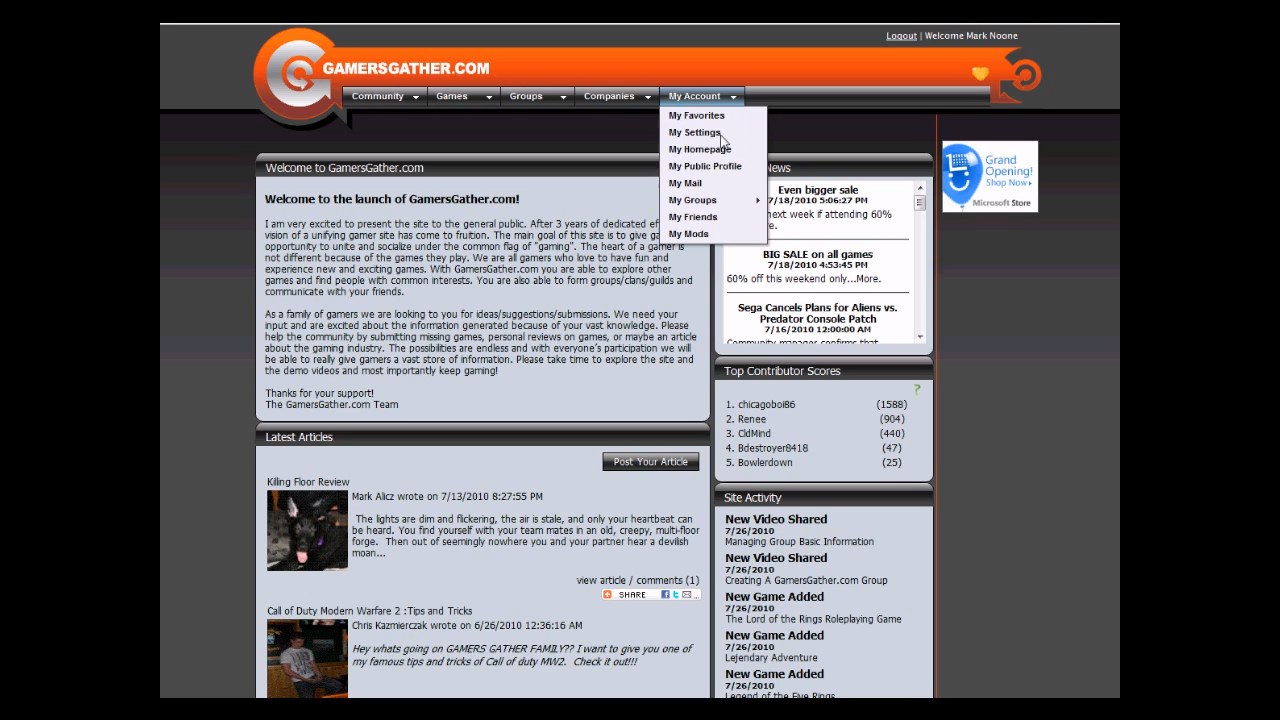 Logout | Welcome Mark Noone
GAMERSGATHER.COM
Community Games Groups Companies My Account
My Favorites
My Settings
My Homepage
My Public Profile
My Mail
My Groups
My Friends
My Mods
Welcome to GamersGather.com
Welcome to the launch of GamersGather.com!
I am very excited to present the site to the general public. After 3 years of dedicated
vision of a unifying gamer site has come to fruition. The main goal of this site is to give
opportunity to unite and socialize under the common flag of "gaming". The heart of a gamer is
not different because of the games they play. We are all gamers who love to have fun and
experience new and exciting games. With GamersGather.com you are able to explore other
games and find people with common interests. You are also able to form groups/clans/guilds and
communicate with your friends.
As a family of gamers we are looking to you for ideas/suggestions/submissions. We need your
input and are excited about the information generated because of your vast knowledge. Please
help the community by submitting missing games, personal reviews on games, or maybe an article
about the gaming industry. The possibilities are endless and with everyone's participation we will
be able to really give gamers a vast store of information. Please take time to explore the site and
the demo videos and most importantly keep gaming!
Thanks for your support!
The GamersGather.com Team
Latest Articles
Post Your Article
Killing Floor Review
Mark Alicz wrote on 7/13/2010 8:27:55 PM
The lights are dim and flickering, the air is stale, and only your heartbeat can
be heard. You find yourself with your team mates in an old, creepy, multi-floor
forge. Then out of seemingly nowhere you and your partner hear a devilish
moan...
view article / comments (1)
SHARE
Call of Duty Modern Warfare 2 :Tips and Tricks
Chris Kazmierczak wrote on 6/26/2010 12:36:16 AM
Hey whats going on GAMERS GATHER FAMILY?? I want to give you one of
my famous tips and tricks of Call of duty MW2. Check it out!!!
News
Even bigger sale
7/18/2010 5:06:27 PM
next week if attending 60%
BIG SALE on all games
7/18/2010 4:53:45 PM
60% off this weekend only...More.
Sega Cancels Plans for Aliens vs.
Predator Console Patch
7/16/2010 12:00:00 AM
Community manager confirms that
Top Contributor Scores
?
1. chicagoboi86 (1588)
2. Renee (904)
3. CldMind (440)
4. Bdestroyer8418 (47)
5. Bowlerdown (25)
Site Activity
New Video Shared
7/26/2010
Managing Group Basic Information
New Video Shared
7/26/2010
Creating A GamersGather.com Group
New Game Added
7/26/2010
The Lord of the Rings Roleplaying Game
New Game Added
7/26/2010
Lejendary Adventure
New Game Added
7/26/2010
Legend of the Five Rings
Grand
Opening!
Shop Now
Microsoft Store